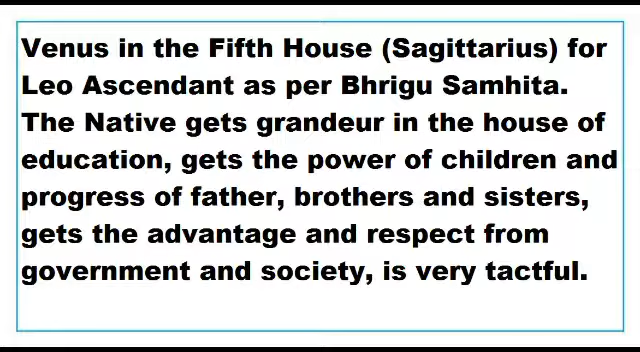 Venus in the Fifth House (Sagittarius) for
Leo Ascendant as per Bhrigu Samhita.
The Native gets grandeur in the house of
education, gets the power of children and
progress of father, brothers and sisters,
gets the advantage and respect from
government and society, is very tactful.